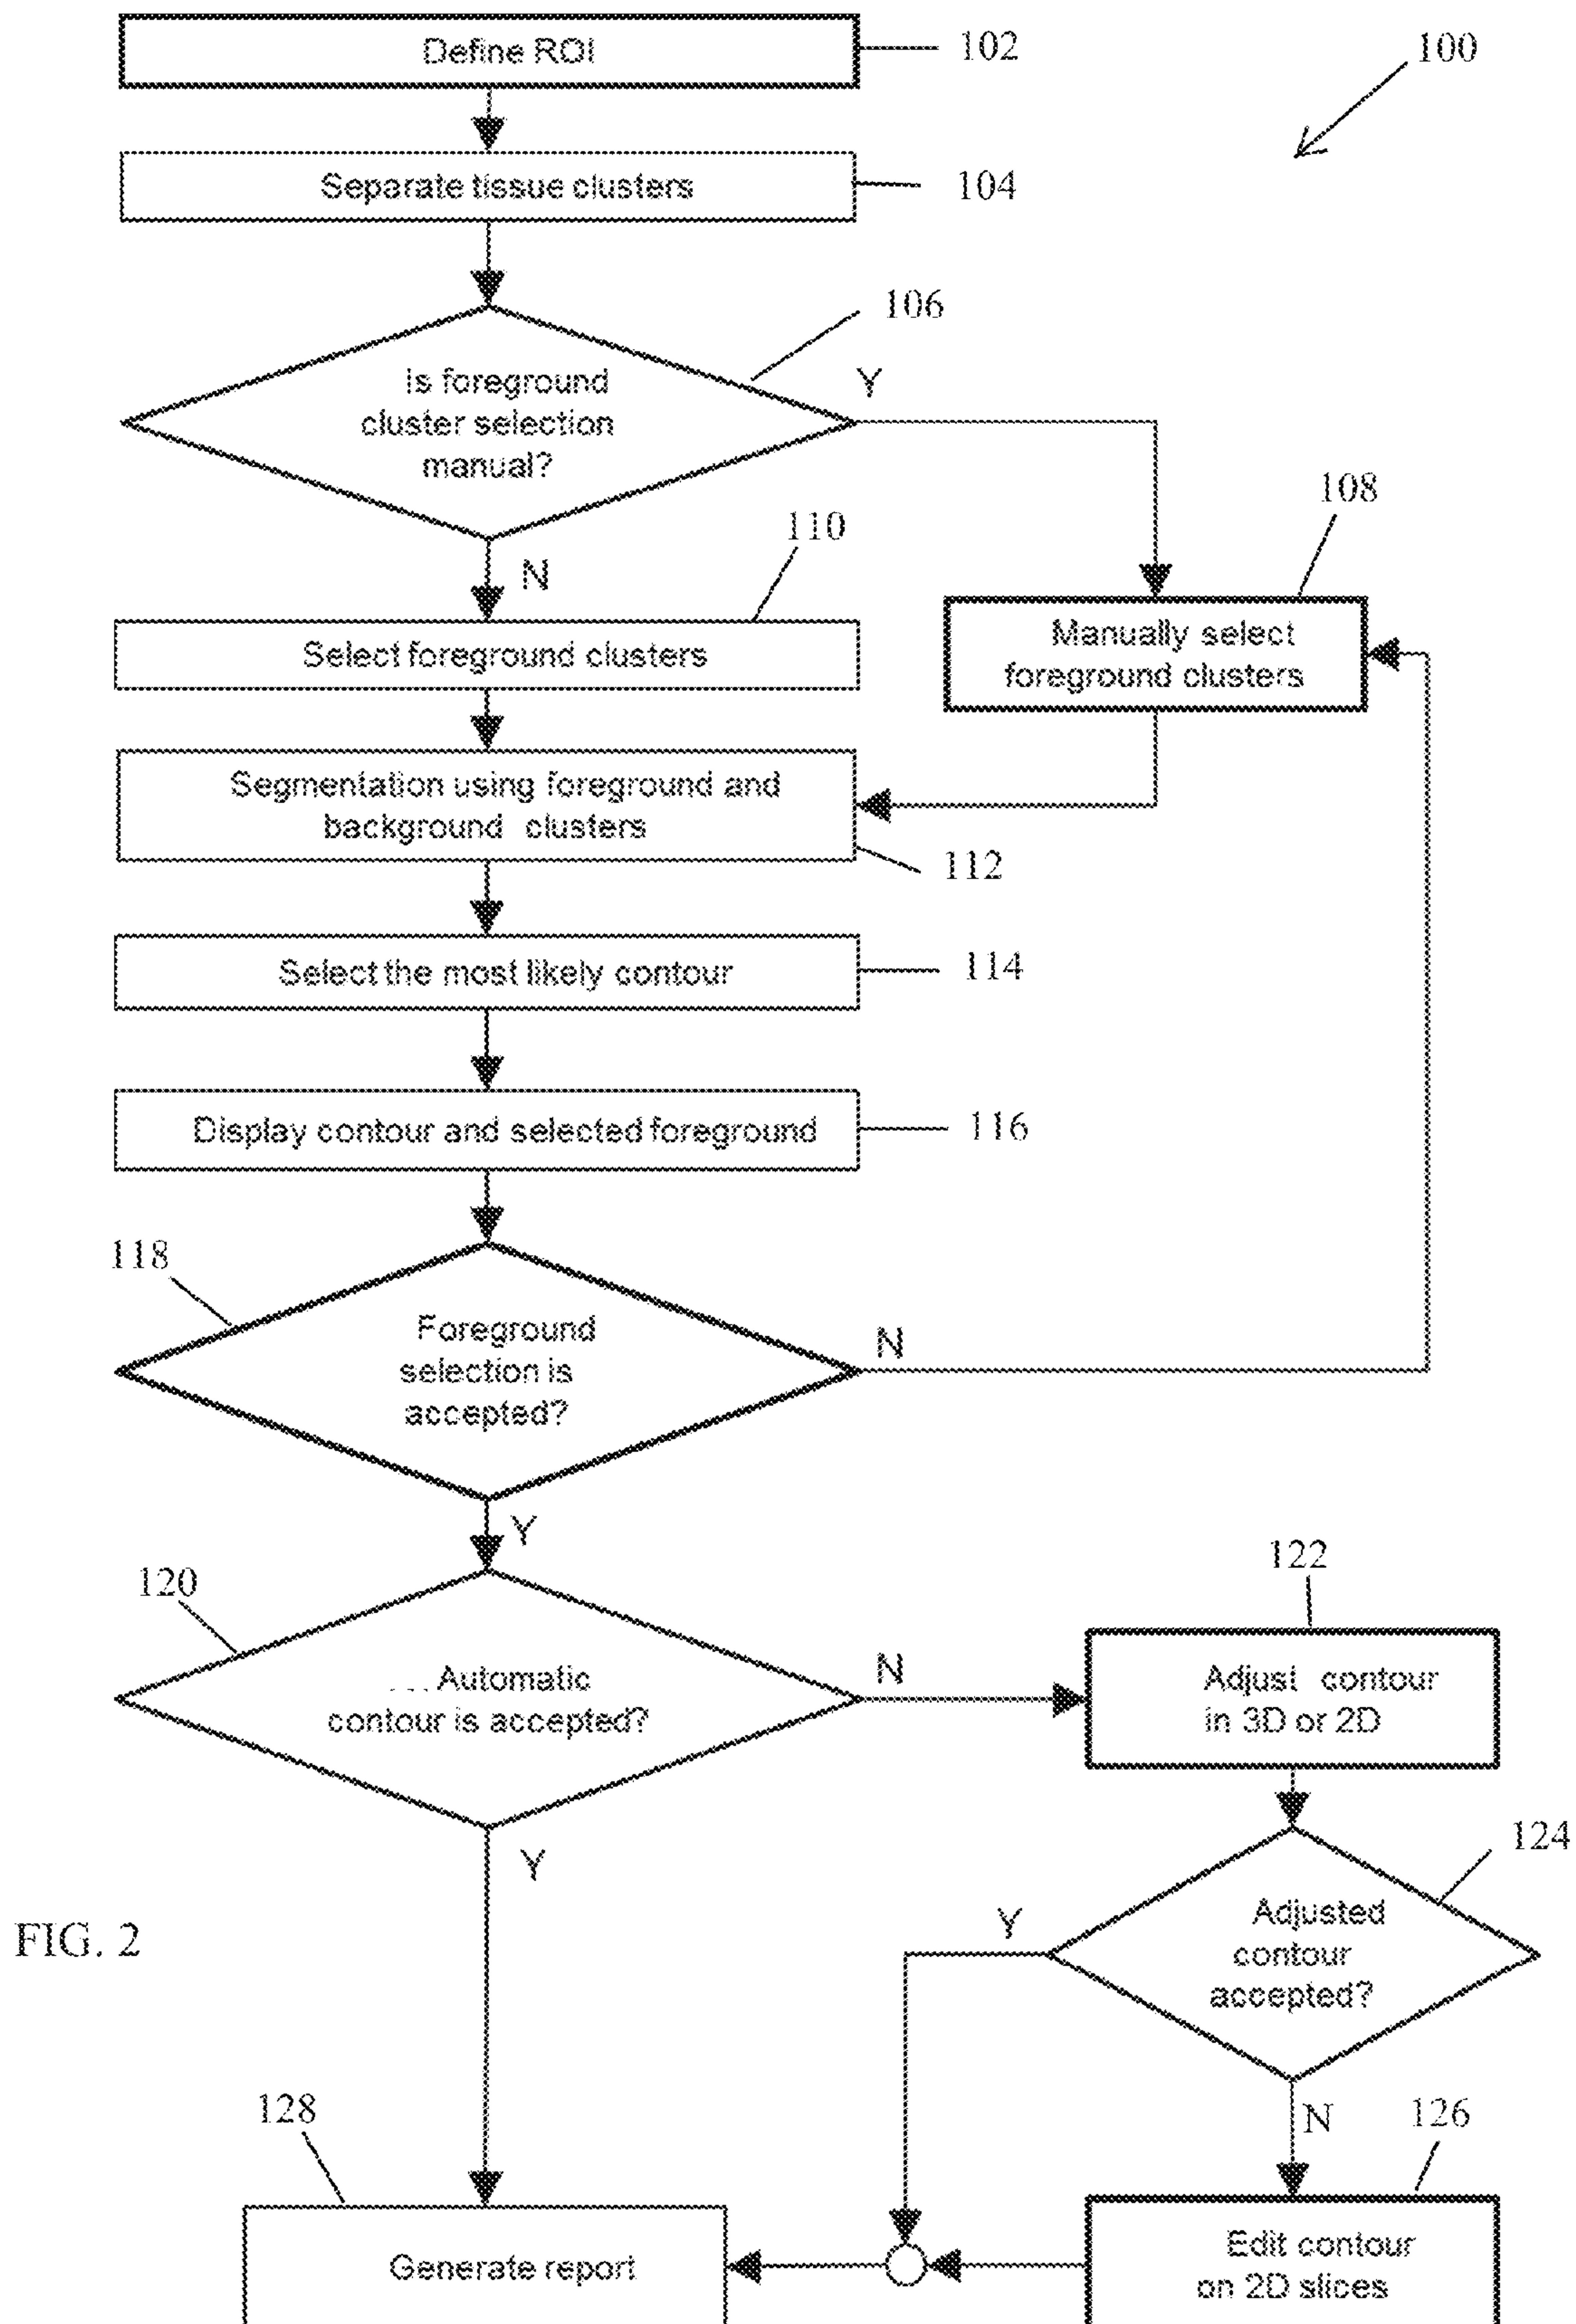 Define ROI
102
100
Separate tissue clusters
104
106
Is foreground
cluster selection
manual?
Y
108
110
N
Manually select
foreground clusters
Select foreground clusters
Segmentation using foreground and
background clusters
112
Select the most likely contour
114
Display contour and selected foreground
116
118
Foreground
selection is
accepted?
N
Y
120
122
Automatic
contour is accepted?
N
Adjust contour
in 3D or 2D
Y
124
Adjusted
contour
accepted?
Y
FIG. 2
N
126
128
Generate report
Edit contour
on 2D slices